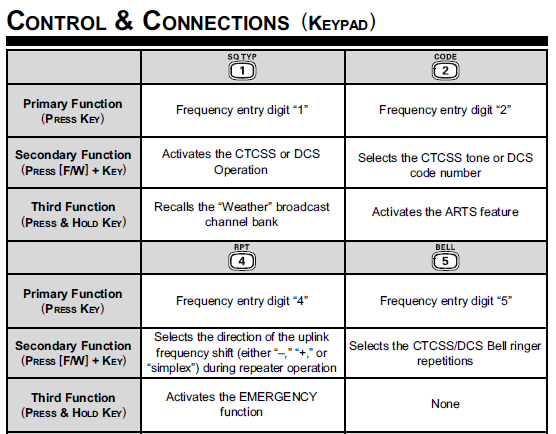 CONTROL & CONNECTIONS (KEYPAD)
SQ TYP
1
CODE
2
Primary Function
(PRESS KEY)
Frequency entry digit “1”
Frequency entry digit “2”
Secondary Function
(PRESS [F/W] + KEY)
Activates the CTCSS or DCS
Operation
Selects the CTCSS tone or DCS
code number
Third Function
(PRESS & HOLD KEY)
Recalls the “Weather” broadcast
channel bank
Activates the ARTS feature
RPT
4
BELL
5
Primary Function
(PRESS KEY)
Frequency entry digit “4”
Frequency entry digit “5”
Secondary Function
(PRESS [F/W] + KEY)
Selects the direction of the uplink
frequency shift (either “–,” “+,” or
“simplex”) during repeater operation
Selects the CTCSS/DCS Bell ringer
repetitions
Third Function
(PRESS & HOLD KEY)
Activates the EMERGENCY
function
None